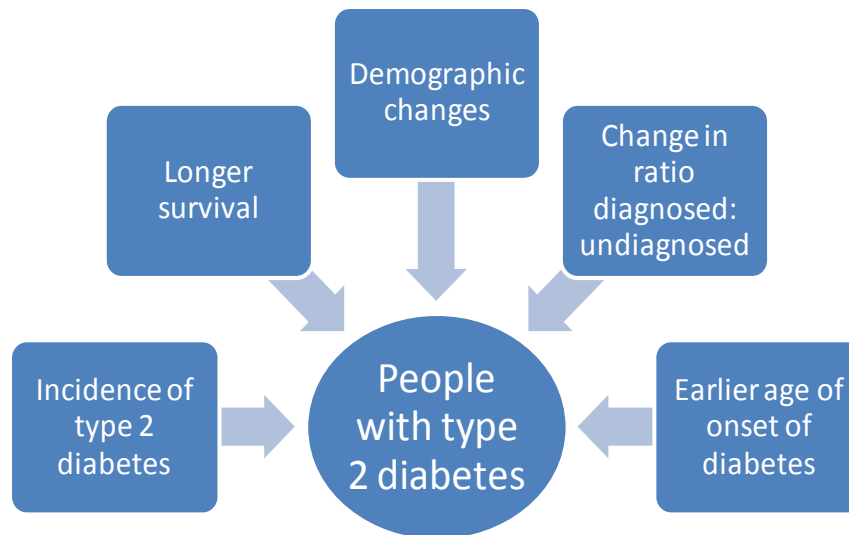 Demographic
changes
Longer
survival
Change in
ratio
diagnosed:
undiagnosed
Incidence of
type 2
diabetes
People
with type
2 diabetes
Earlier age of
onset of
diabetes